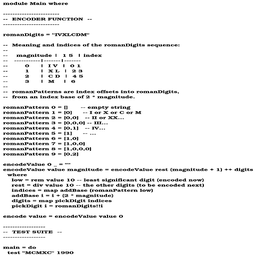 module Main where
------------------------
-- ENCODER FUNCTION --
------------------------
romanDigits = "IVXLCDM"
-- Meaning and indices of the romanDigits sequence:
--
-- magnitude | 1 5 | index
-- -----------|-------|-------
-- 0 | I V | 0 1
-- 1 | X L | 2 3
-- 2 | C D | 4 5
-- 3 | M | 6
--
-- romanPatterns are index offsets into romanDigits,
-- from an index base of 2 * magnitude.
romanPattern 0 = [] -- empty string
romanPattern 1 = [0] -- I or X or C or M
romanPattern 2 = [0,0] -- II or XX...
romanPattern 3 = [0,0,0] -- III...
romanPattern 4 = [0,1] -- IV...
romanPattern 5 = [1] -- ...
romanPattern 6 = [1,0]
romanPattern 7 = [1,0,0]
romanPattern 8 = [1,0,0,0]
romanPattern 9 = [0,2]
encodeValue 0 _ = ""
encodeValue value magnitude = encodeValue rest (magnitude + 1) ++ digits
where
low = rem value 10 -- least significant digit (encoded now)
rest = div value 10 -- the other digits (to be encoded next)
indices = map addBase (romanPattern low)
addBase i = i + (2 * magnitude)
digits = map pickDigit indices
pickDigit i = romanDigits!!i
encode value = encodeValue value 0
------------------
-- TEST SUITE --
------------------
main = do
test "MCMXC" 1990